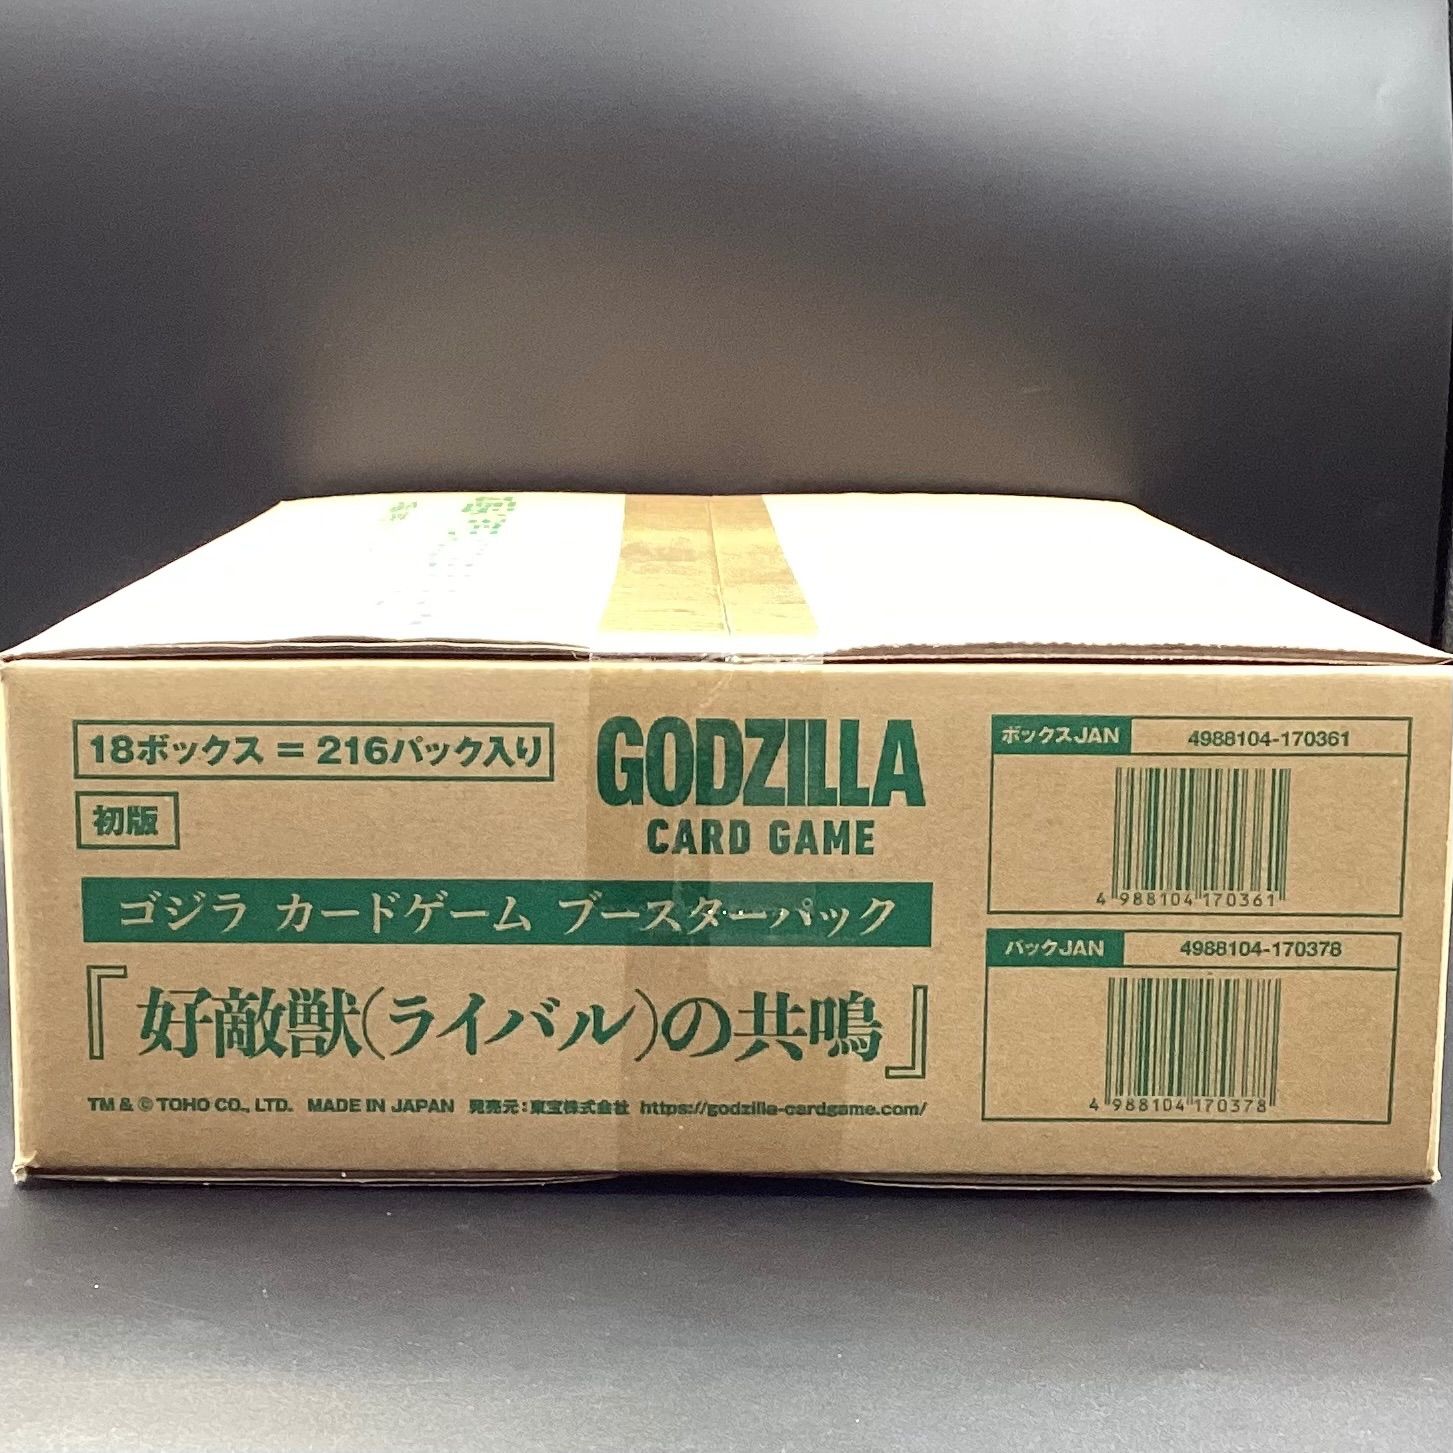 18ボックス = 216パック入り
初版
GODZILLA
CARD GAME
ゴジラ カードゲーム ブースターパック
『好敵獣(ライバル)の共鳴』
TM & © TOHO CO., LTD. MADE IN JAPAN 発売元:東宝株式会社 https://godzilla-cardgame.com/
ボックスJAN 4988104-170361
4 988104 170361
パックJAN 4988104-170378
4 988104 170378